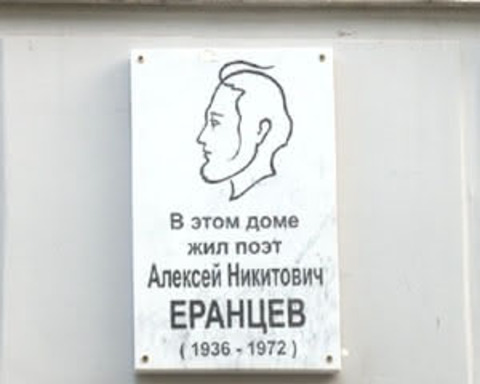 В этом доме
жил поэт
Алексей Никитович
ЕРАНЦЕВ
( 1936 - 1972 )